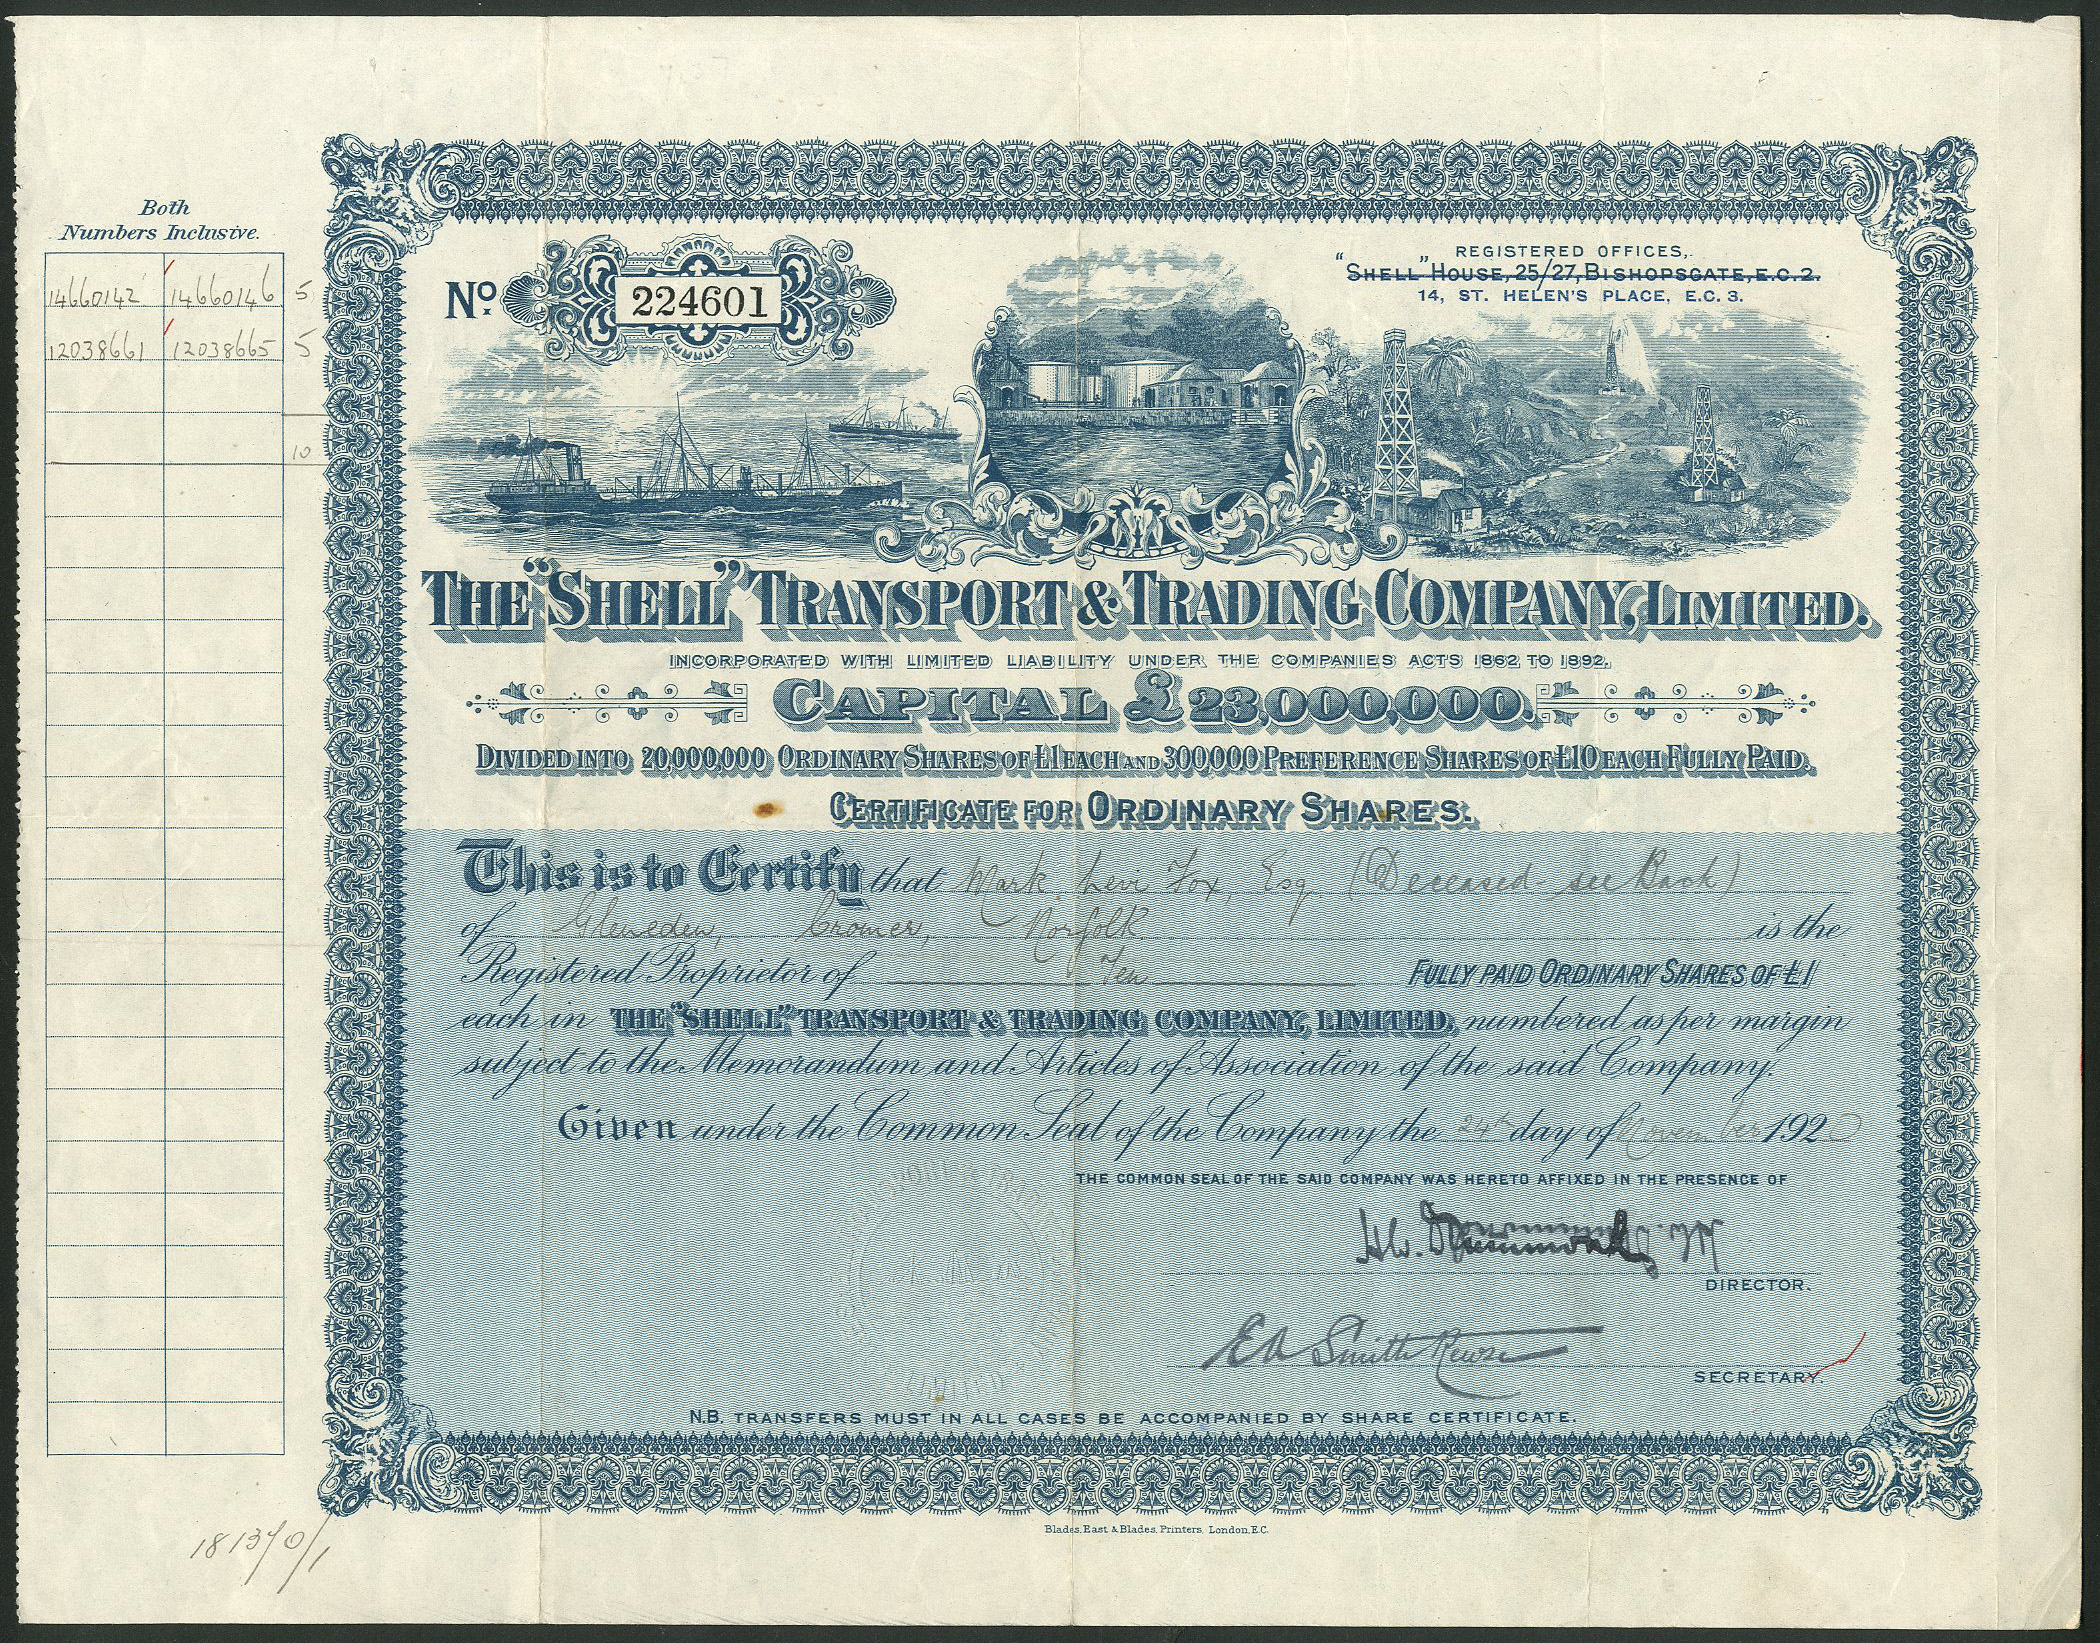 Both
Numbers Inclusive.
14660142 14660146 5
12038661 12038665 5
10
No. 224601
REGISTERED OFFICES,
"SHELL" HOUSE, 25/27, BISHOPSGATE, E.C. 2.
14, ST. HELEN'S PLACE, E.C. 3.
THE "SHELL" TRANSPORT & TRADING COMPANY, LIMITED.
INCORPORATED WITH LIMITED LIABILITY UNDER THE COMPANIES ACTS 1862 TO 1892.
CAPITAL £23,000,000.
DIVIDED INTO 20,000,000 ORDINARY SHARES OF £1 EACH AND 300,000 PREFERENCE SHARES OF £10 EACH FULLY PAID.
CERTIFICATE FOR ORDINARY SHARES.
This is to Certify that Mark Levi Fox, Esq (Deceased - see Back)
of Gleneden, Cromer, Norfolk is the
Registered Proprietor of Ten FULLY PAID ORDINARY SHARES OF £1
each in THE "SHELL" TRANSPORT & TRADING COMPANY, LIMITED, numbered as per margin
subject to the Memorandum and Articles of Association of the said Company.
Given under the Common Seal of the Company the 24th day of November 1920
THE COMMON SEAL OF THE SAID COMPANY WAS HERETO AFFIXED IN THE PRESENCE OF
DIRECTOR.
SECRETARY.
LIMITED
N.B. TRANSFERS MUST IN ALL CASES BE ACCOMPANIED BY SHARE CERTIFICATE.
Blades, East & Blades, Printers, London, E.C.
181370/1